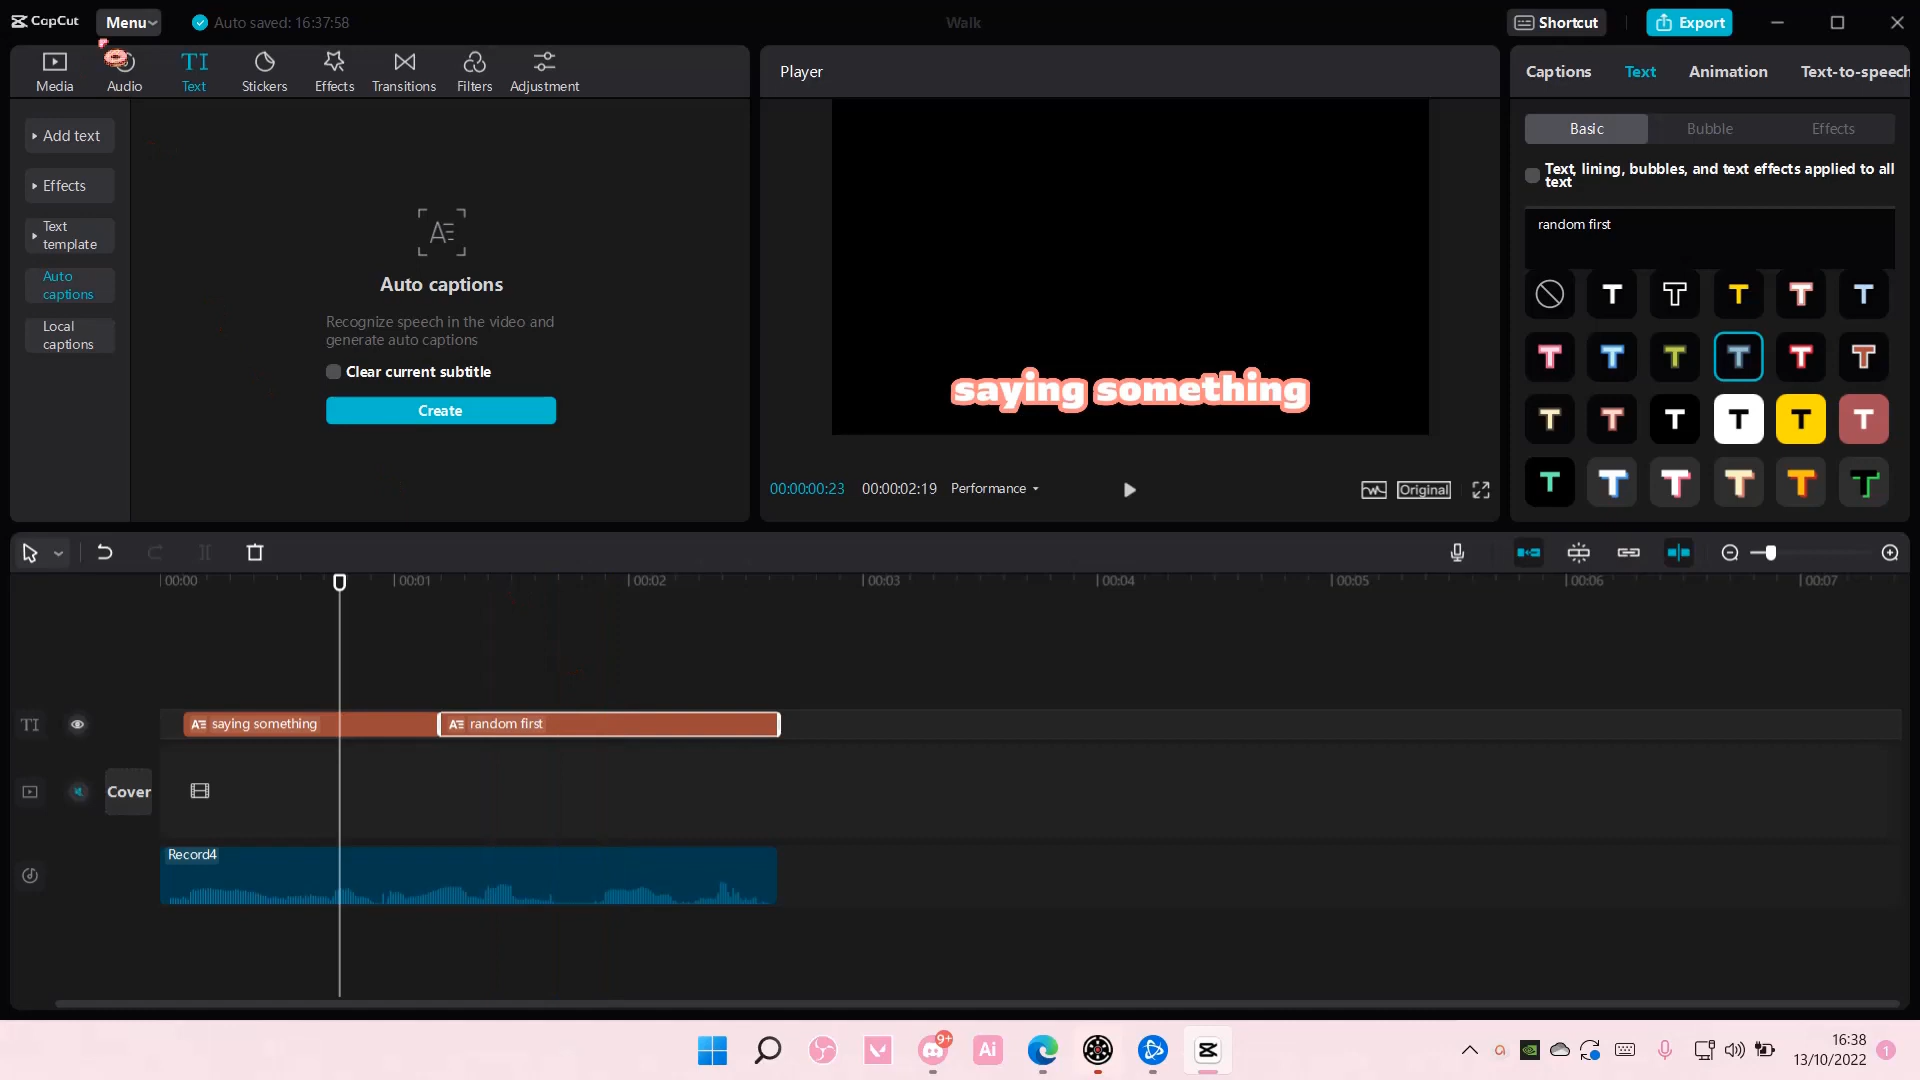 CapCut
Menu
Auto saved: 16:37:58
Walk
Shortcut
Export
Media
Audio
TI
Text
Stickers
Effects
Transitions
Filters
Adjustment
Add text
Effects
Text
template
Auto
captions
Local
captions
Auto captions
Recognize speech in the video and
generate auto captions
Clear current subtitle
Create
Player
saying something
00:00:00:23
00:00:02:19
Performance
Original
Captions
Text
Animation
Text-to-speech
Basic
Bubble
Effects
Text, lining, bubbles, and text effects applied to all
text
random first
T T T T T
T T T T T T
T T T T T T
T T T T T T
00:00
00:01
00:02
00:03
00:04
00:05
00:06
00:07
TI
saying something
random first
Cover
Record4
9+
Ai
16:38
13/10/2022
1